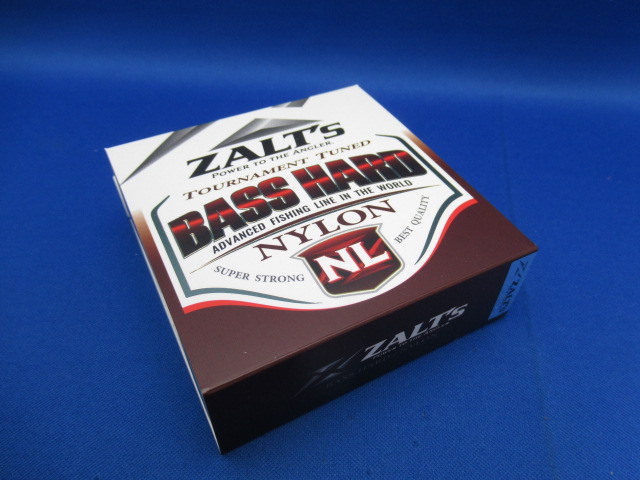 ZALT's
POWER TO THE ANGLER.
TOURNAMENT TUNED
BASS HARD
ADVANCED FISHING LINE IN THE WORLD
NYLON
SUPER STRONG
NL
BEST QUALITY
ZALT's